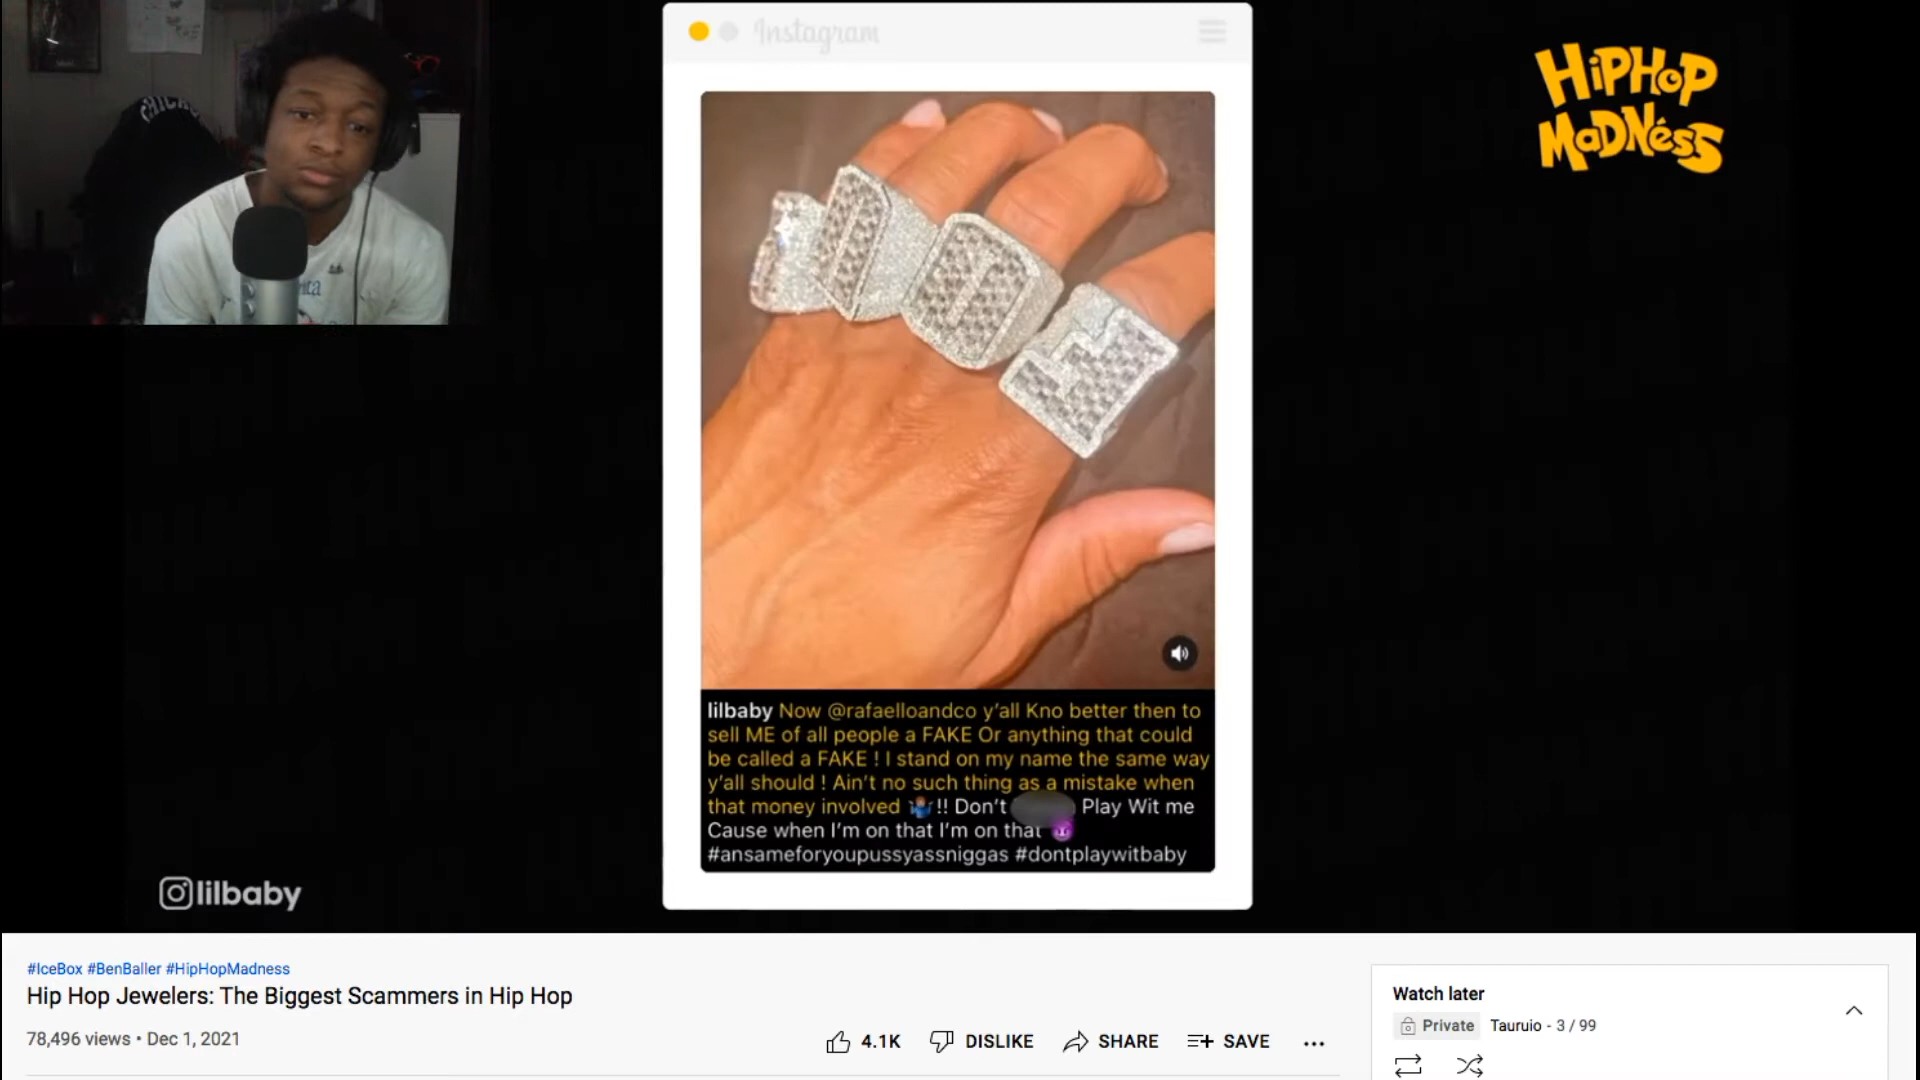 CHICAG
Instagram
HiPHoP
MaDNéss
lilbaby Now @rafaelloandco y'all Kno better then to
sell ME of all people a FAKE Or anything that could
be called a FAKE ! I stand on my name the same way
y'all should ! Ain't no such thing as a mistake when
that money involved 🤷🏾‍♂️!! Don't Play Wit me
Cause when I'm on that I'm on that 😈
#ansameforyoupussyassniggas #dontplaywitbaby
lilbaby
#IceBox #BenBaller #HipHopMadness
Hip Hop Jewelers: The Biggest Scammers in Hip Hop
78,496 views • Dec 1, 2021
4.1K
DISLIKE
SHARE
SAVE
...
Watch later
Private
Tauruio - 3 / 99